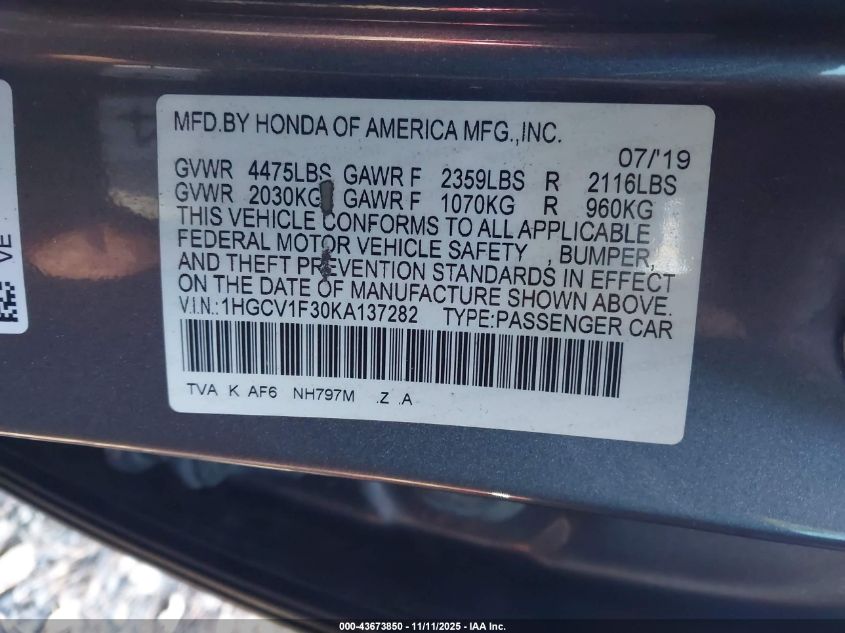 MFD.BY HONDA OF AMERICA MFG.,INC.
07/'19
GVWR 4475LBS GAWR F 2359LBS R 2116LBS
GVWR 2030KG GAWR F 1070KG R 960KG
THIS VEHICLE CONFORMS TO ALL APPLICABLE
FEDERAL MOTOR VEHICLE SAFETY , BUMPER,
AND THEFT PREVENTION STANDARDS IN EFFECT
ON THE DATE OF MANUFACTURE SHOWN ABOVE.
V.I.N.:1HGCV1F30KA137282 TYPE:PASSENGER CAR
TVA K AF6 NH797M .Z .A
VE
000-43673850 - 11/11/2025 - IAA Inc.